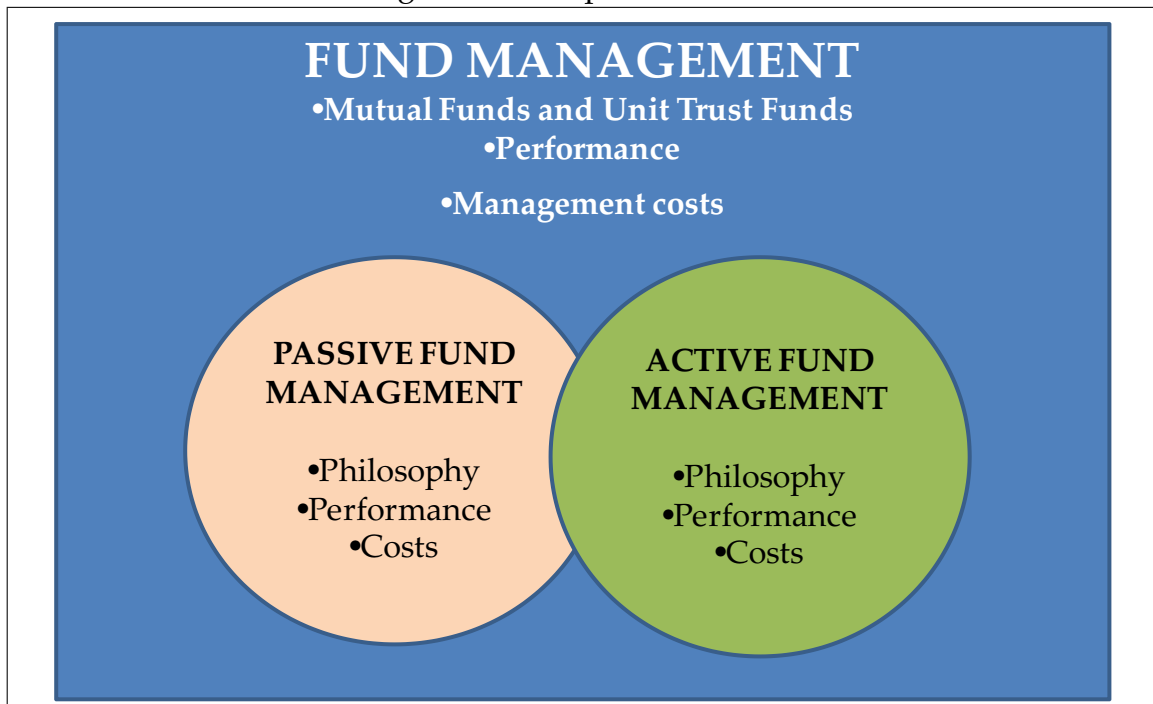 FUND MANAGEMENT
•Mutual Funds and Unit Trust Funds
•Performance
•Management costs
PASSIVE FUND
MANAGEMENT
•Philosophy
•Performance
•Costs
ACTIVE FUND
MANAGEMENT
•Philosophy
•Performance
•Costs